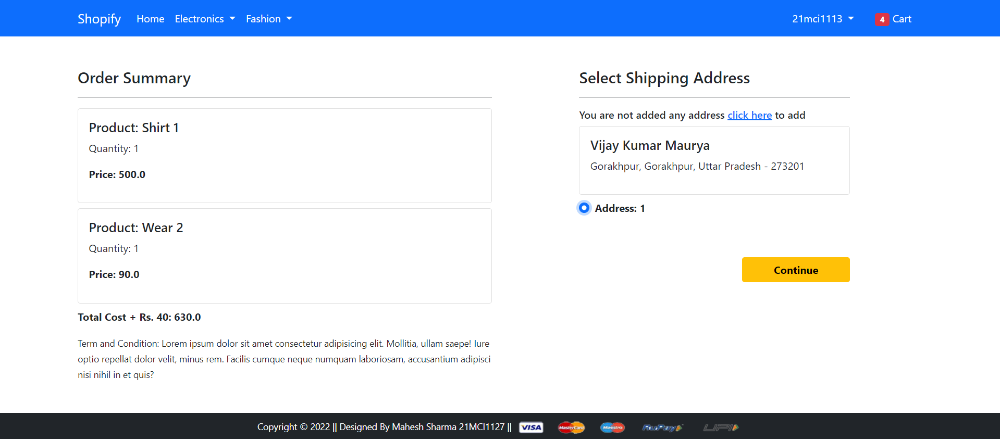 Shopify Home Electronics Fashion 21mci1113 4 Cart
Order Summary
Product: Shirt 1
Quantity: 1
Price: 500.0
Product: Wear 2
Quantity: 1
Price: 90.0
Total Cost + Rs. 40: 630.0
Term and Condition: Lorem ipsum dolor sit amet consectetur adipisicing elit. Mollitia, ullam saepe! Iure
optio repellat dolor velit, minus rem. Facilis cumque neque numquam laboriosam, accusantium adipisci
nisi nihil in et quis?
Select Shipping Address
You are not added any address click here to add
Vijay Kumar Maurya
Gorakhpur, Gorakhpur, Uttar Pradesh - 273201
Address: 1
Continue
Copyright © 2022 || Designed By Mahesh Sharma 21MCI1127 || VISA MasterCard Maestro RuPay UPI